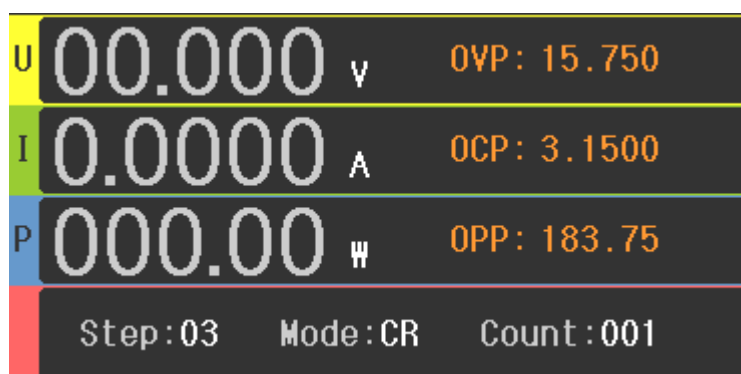 U 00.000 V OVP: 15.750
I 0.0000 A OCP: 3.1500
P 000.00 W OPP: 183.75
Step:03 Mode:CR Count:001